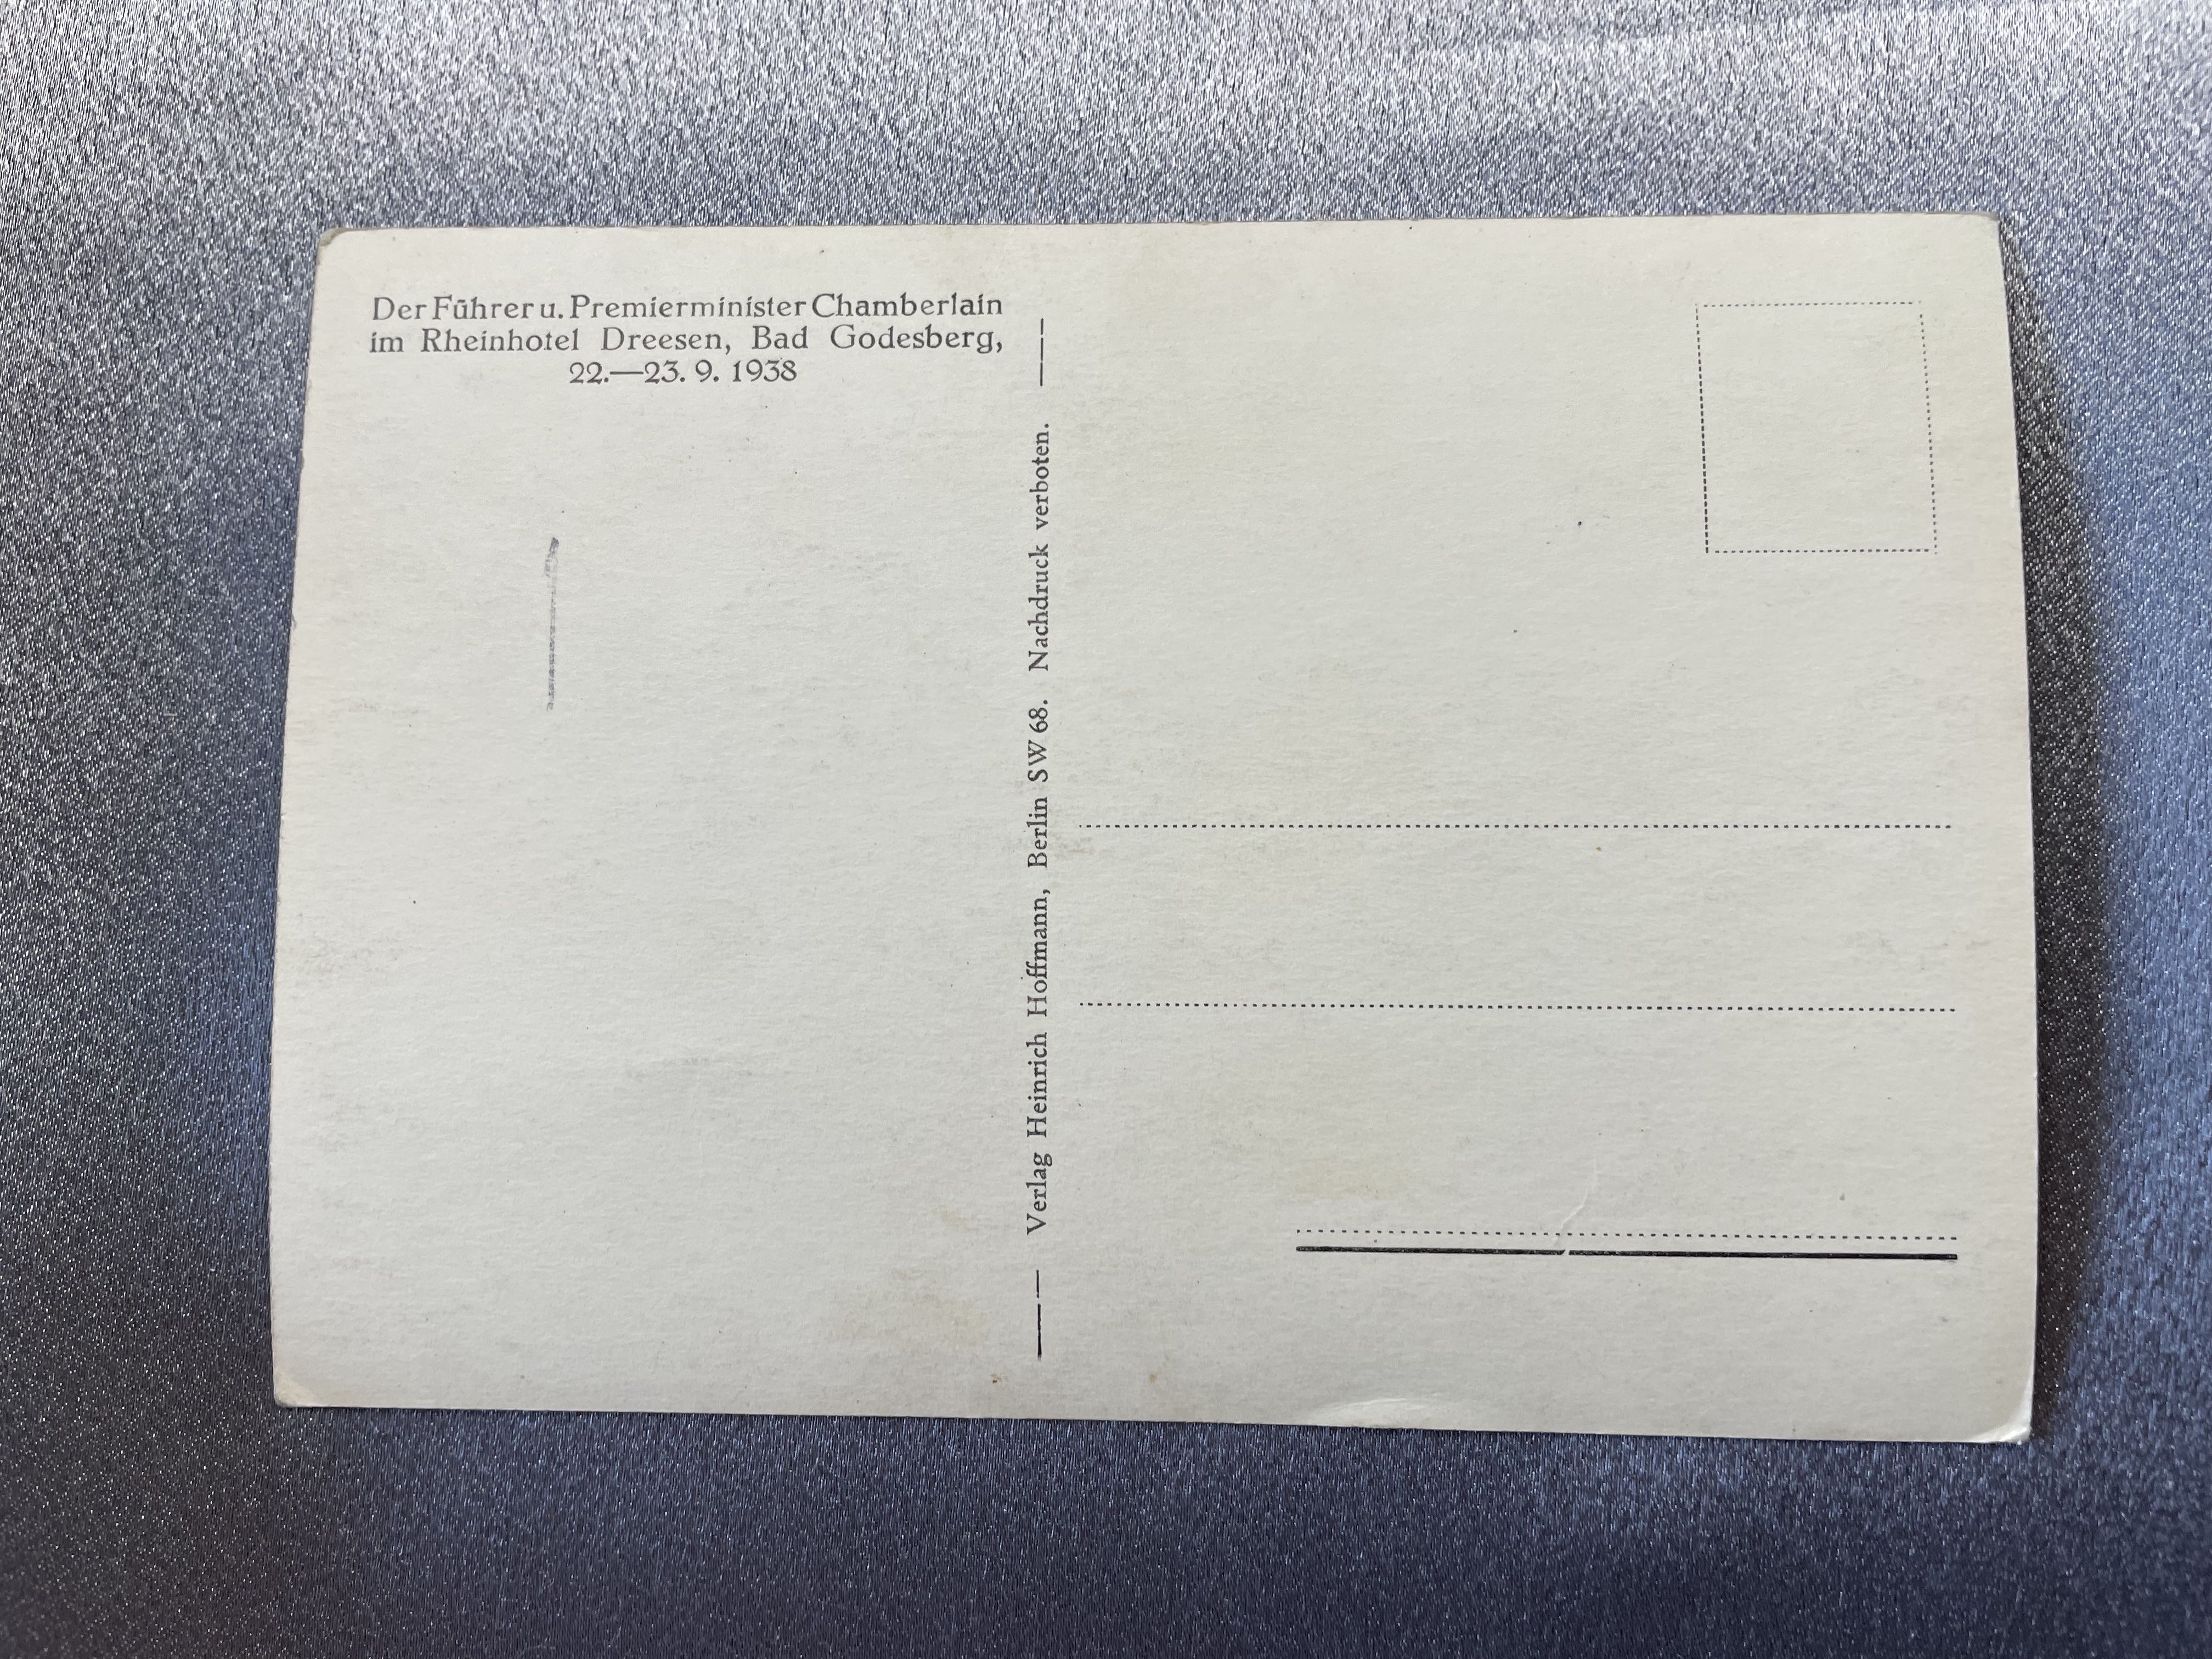 Der Führer u. Premierminister Chamberlain
im Rheinhotel Dreesen, Bad Godesberg,
22.—23. 9. 1938
Verlag Heinrich Hoffmann, Berlin SW 68. Nachdruck verboten.